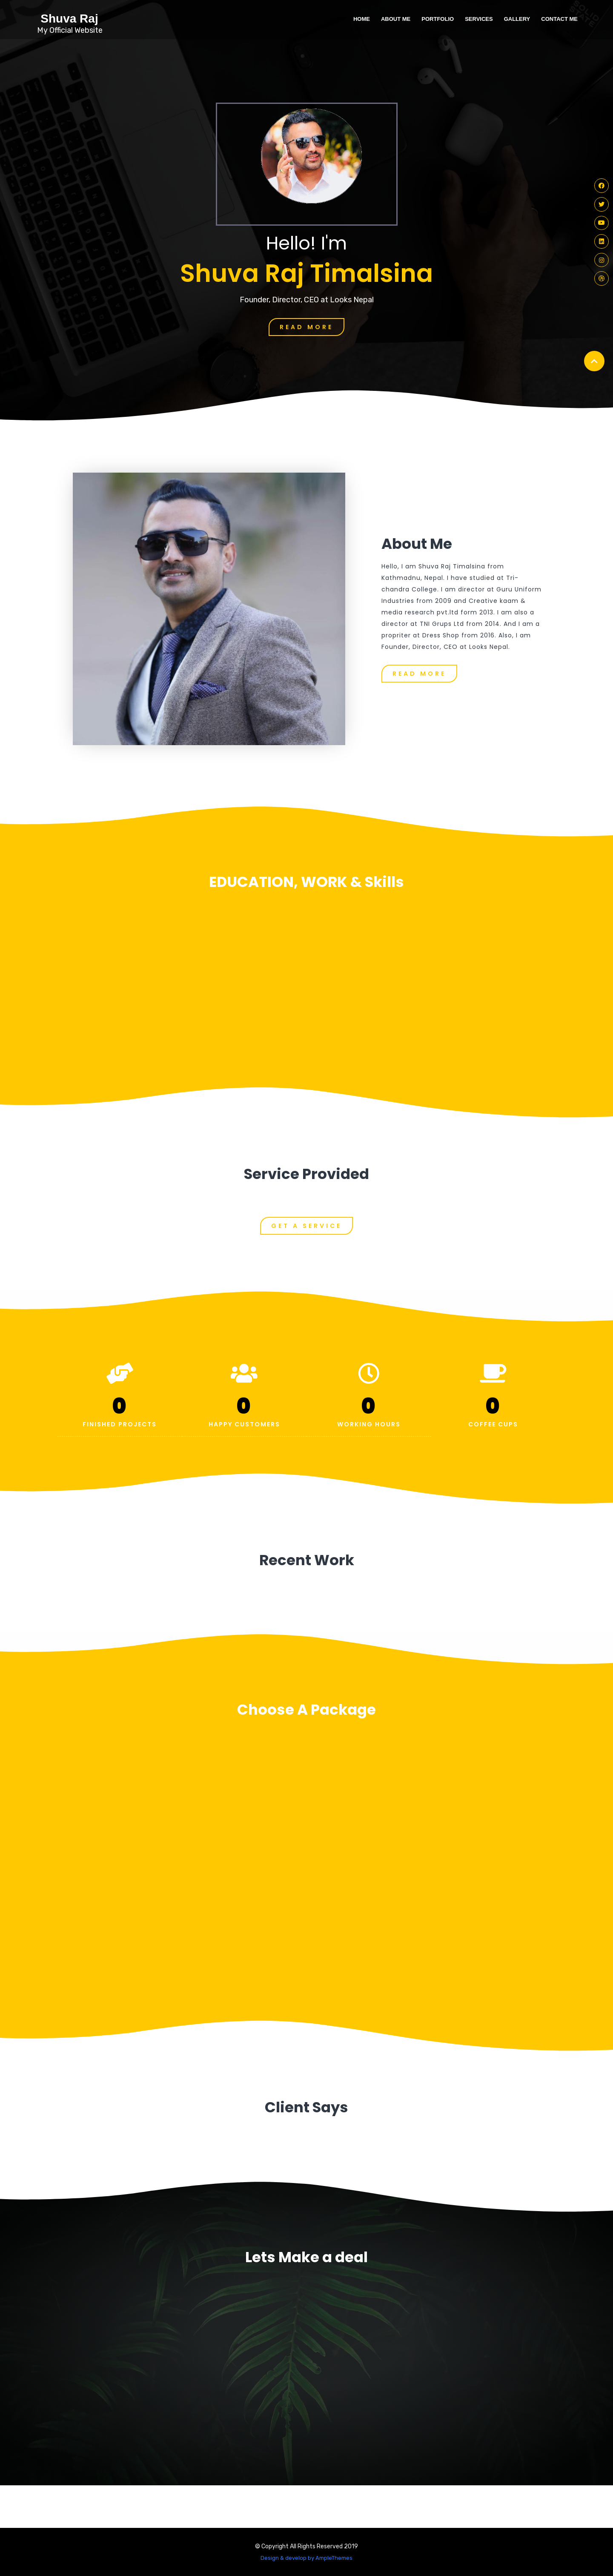 Shuva Raj
My Official Website
HOME
ABOUT ME
PORTFOLIO
SERVICES
GALLERY
CONTACT ME
Hello! I'm
Shuva Raj Timalsina
Founder, Director, CEO at Looks Nepal
READ MORE
About Me
Hello, I am Shuva Raj Timalsina from
Kathmadnu, Nepal. I have studied at Tri-
chandra College. I am director at Guru Uniform
Industries from 2009 and Creative kaam &
media research pvt.ltd form 2013. I am also a
director at TNI Grups Ltd from 2014. And I am a
propriter at Dress Shop from 2016. Also, I am
Founder, Director, CEO at Looks Nepal.
READ MORE
EDUCATION, WORK & Skills
Service Provided
GET A SERVICE
0
FINISHED PROJECTS
0
HAPPY CUSTOMERS
0
WORKING HOURS
0
COFFEE CUPS
Recent Work
Choose A Package
Client Says
Lets Make a deal
© Copyright All Rights Reserved 2019
Design & develop by AmpleThemes